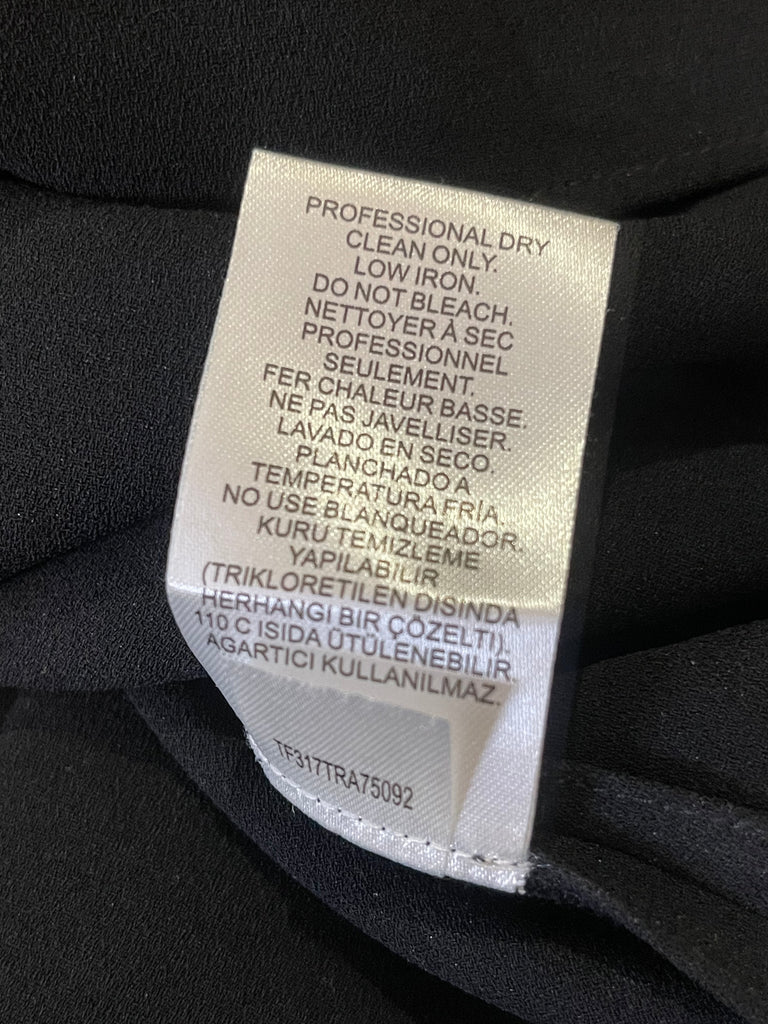 PROFESSIONAL DRY
CLEAN ONLY.
LOW IRON.
DO NOT BLEACH.
NETTOYER À SEC
PROFESSIONNEL
SEULEMENT.
FER CHALEUR BASSE.
NE PAS JAVELLISER.
LAVADO EN SECO.
PLANCHADO A
TEMPERATURA FRÍA.
NO USE BLANQUEADOR.
KURU TEMIZLEME
YAPILABILIR
(TRIKLORETILEN DISINDA
HERHANGI BIR ÇÖZELTI).
110 C ISIDA ÜTÜLENEBILIR.
AGARTICI KULLANILMAZ.
TF317TRA75092